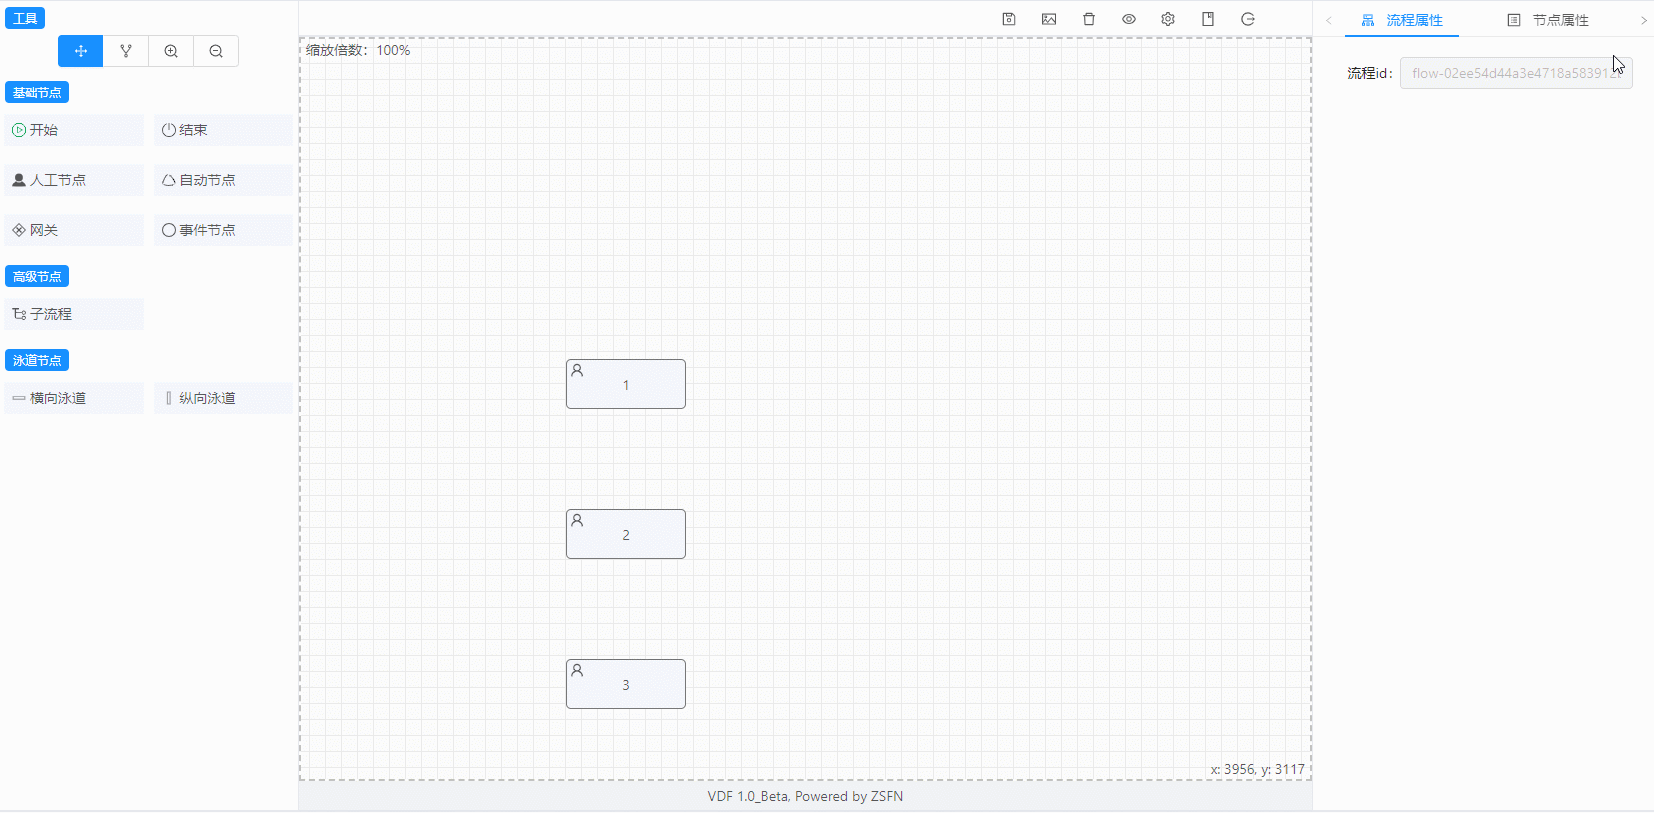 工具
基础节点
开始
结束
人工节点
自动节点
网关
事件节点
高级节点
子流程
泳道节点
横向泳道
纵向泳道
缩放倍数：100%
1
2
3
x: 3956, y: 3117
VDF 1.0_Beta, Powered by ZSFN
流程属性
节点属性
流程id：
flow-02ee54d44a3e4718a583912